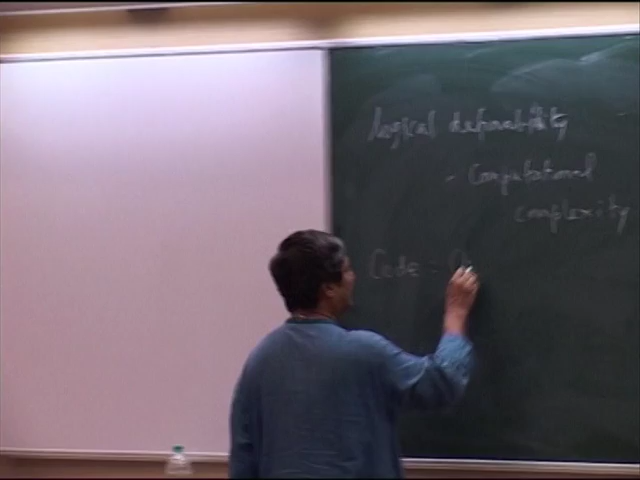 logical definability
- Computational
complexity
Code -